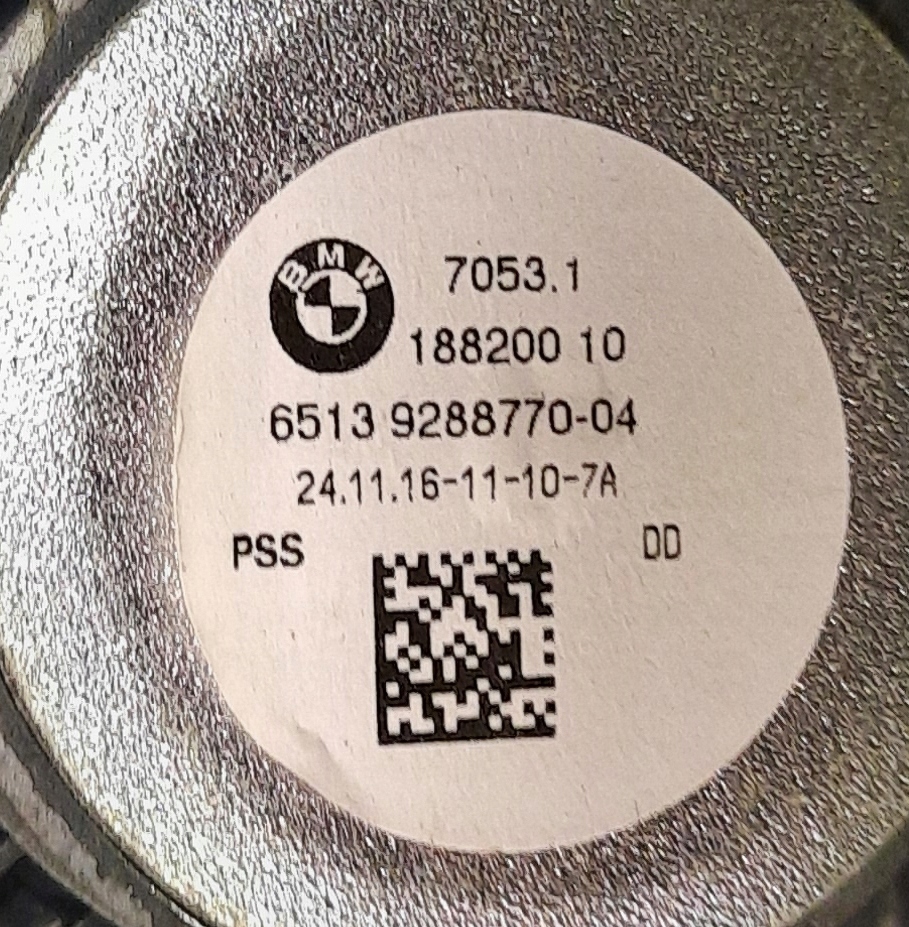 BMW
7053.1
188200 10
6513 9288770-04
24.11.16-11-10-7A
PSS
DD